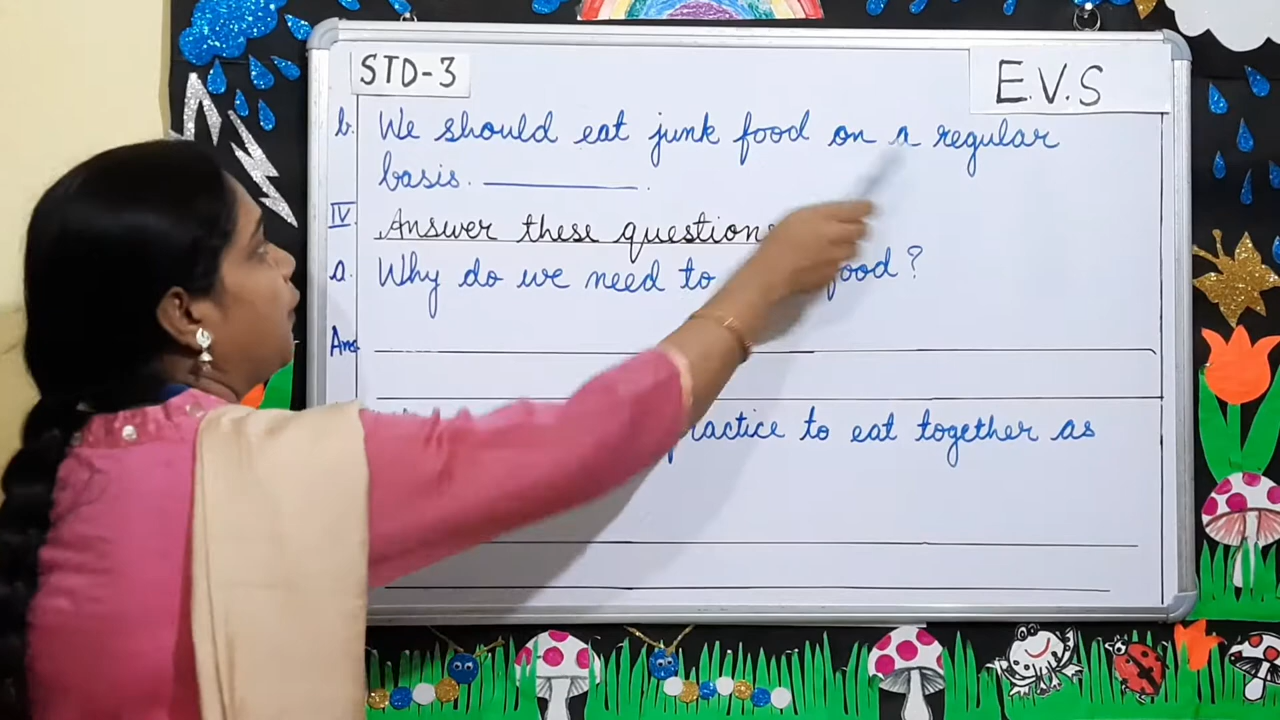 STD-3
E.V.S
b. We should eat junk food on a regular
basis. ________.
IV Answer these question
a. Why do we need to food?
Ans
practice to eat together as